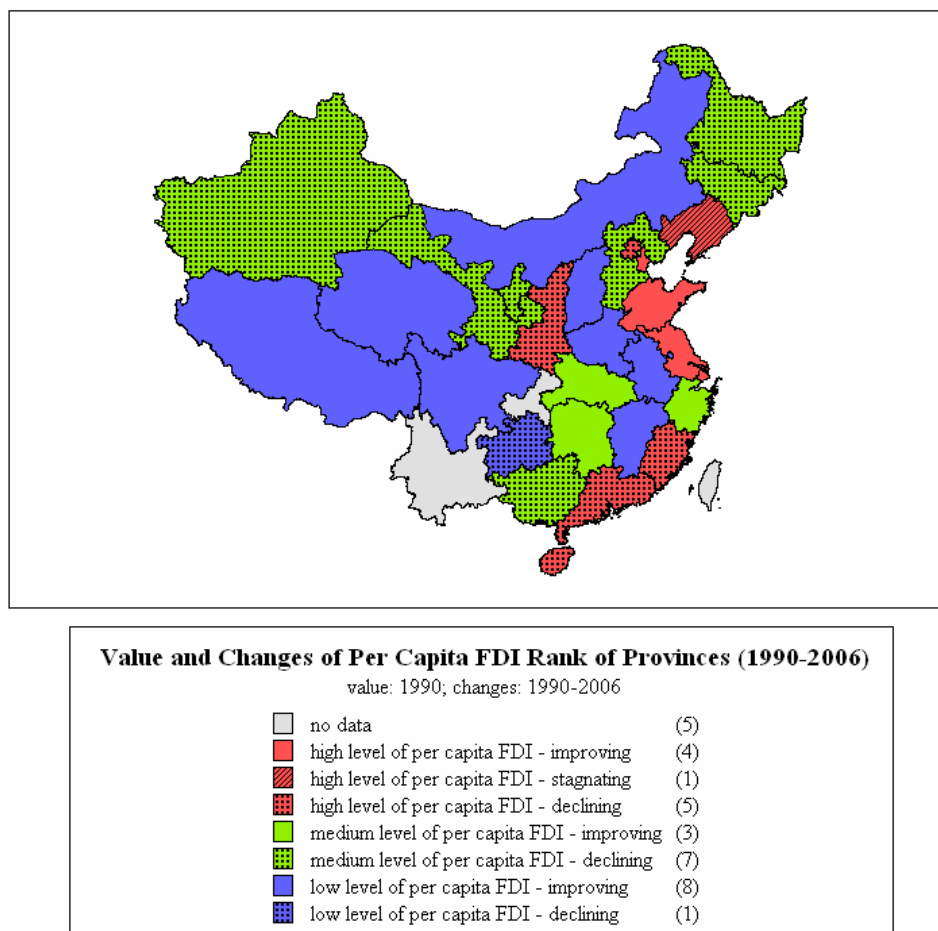 Value and Changes of Per Capita FDI Rank of Provinces (1990-2006)
value: 1990; changes: 1990-2006
no data (5)
high level of per capita FDI - improving (4)
high level of per capita FDI - stagnating (1)
high level of per capita FDI - declining (5)
medium level of per capita FDI - improving (3)
medium level of per capita FDI - declining (7)
low level of per capita FDI - improving (8)
low level of per capita FDI - declining (1)